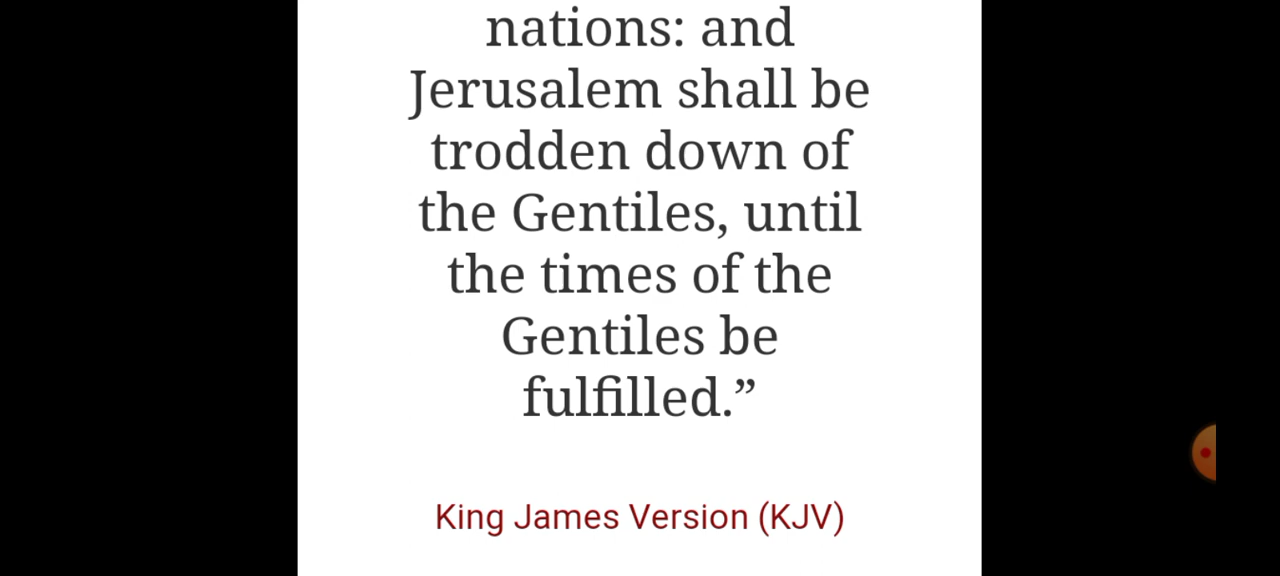 nations: and
Jerusalem shall be
trodden down of
the Gentiles, until
the times of the
Gentiles be
fulfilled.”
King James Version (KJV)